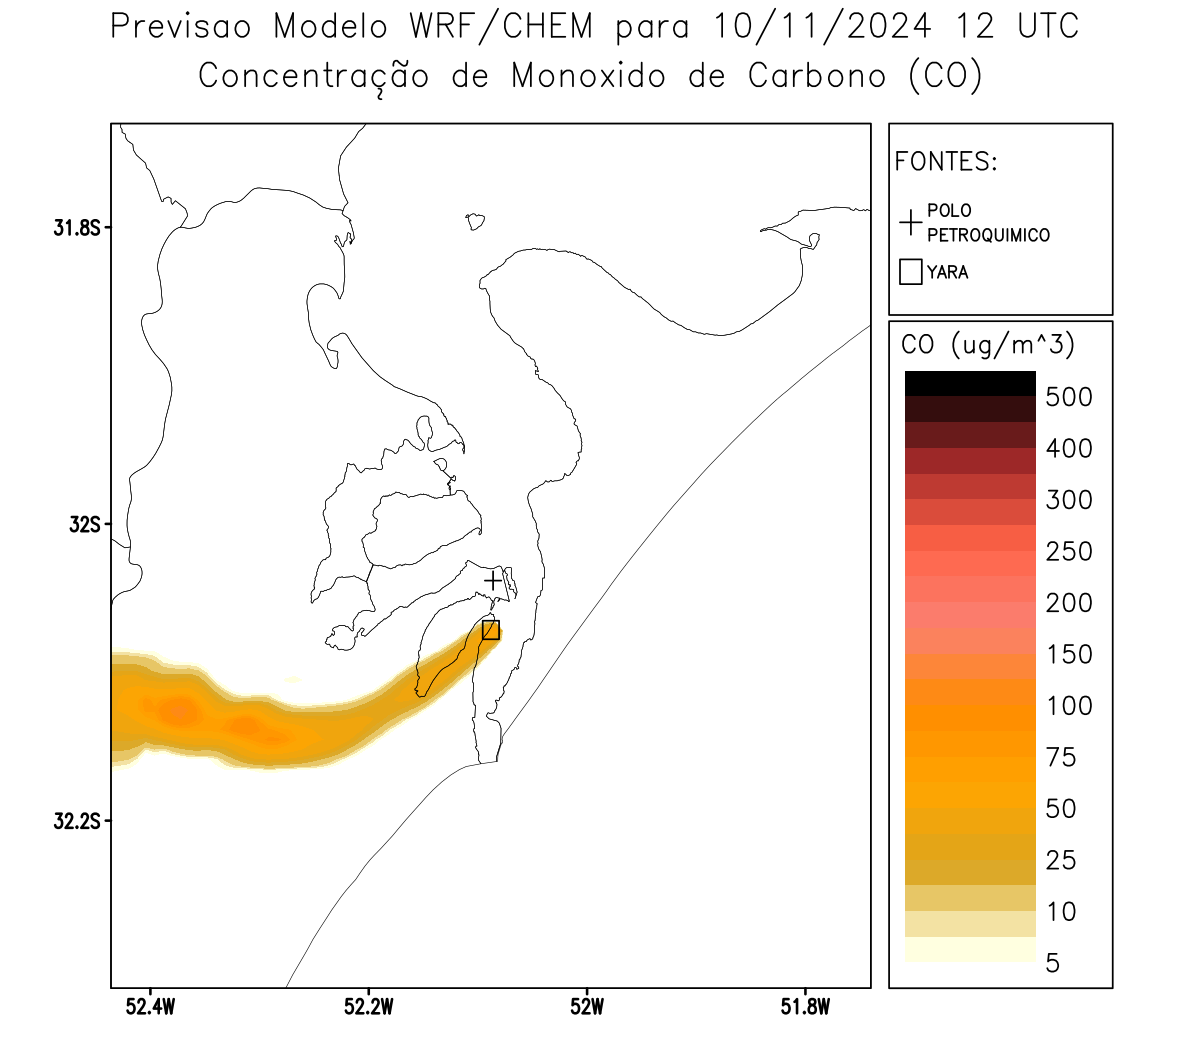 Previsao Modelo WRF/CHEM para 10/11/2024 12 UTC
Concentração de Monoxido de Carbono (CO)
FONTES:
POLO
PETROQUIMICO
YARA
CO (ug/m^3)
500
400
300
250
200
150
100
75
50
25
10
5
31.8S
32S
32.2S
52.4W
52.2W
52W
51.8W